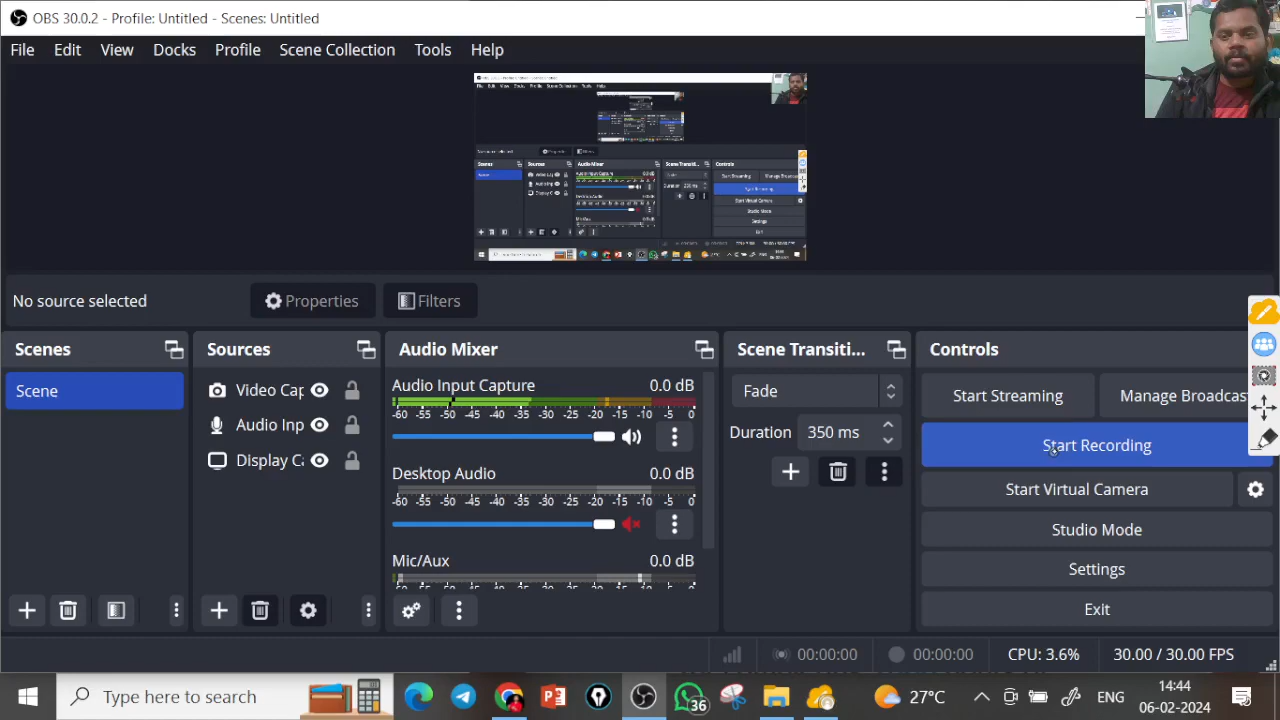 OBS 30.0.2 - Profile: Untitled - Scenes: Untitled
File Edit View Docks Profile Scene Collection Tools Help
No source selected Properties Filters
Scenes Sources Audio Mixer Scene Transiti... Controls
Scene
Video Cap
Audio Inp
Display Ca
Audio Input Capture 0.0 dB
-60 -55 -50 -45 -40 -35 -30 -25 -20 -15 -10 -5 0
Desktop Audio 0.0 dB
-60 -55 -50 -45 -40 -35 -30 -25 -20 -15 -10 -5 0
Mic/Aux 0.0 dB
Fade
Duration 350 ms
Start Streaming Manage Broadcas
Start Recording
Start Virtual Camera
Studio Mode
Settings
Exit
00:00:00 00:00:00 CPU: 3.6% 30.00 / 30.00 FPS
Type here to search 36 27°C ENG 14:44
06-02-2024